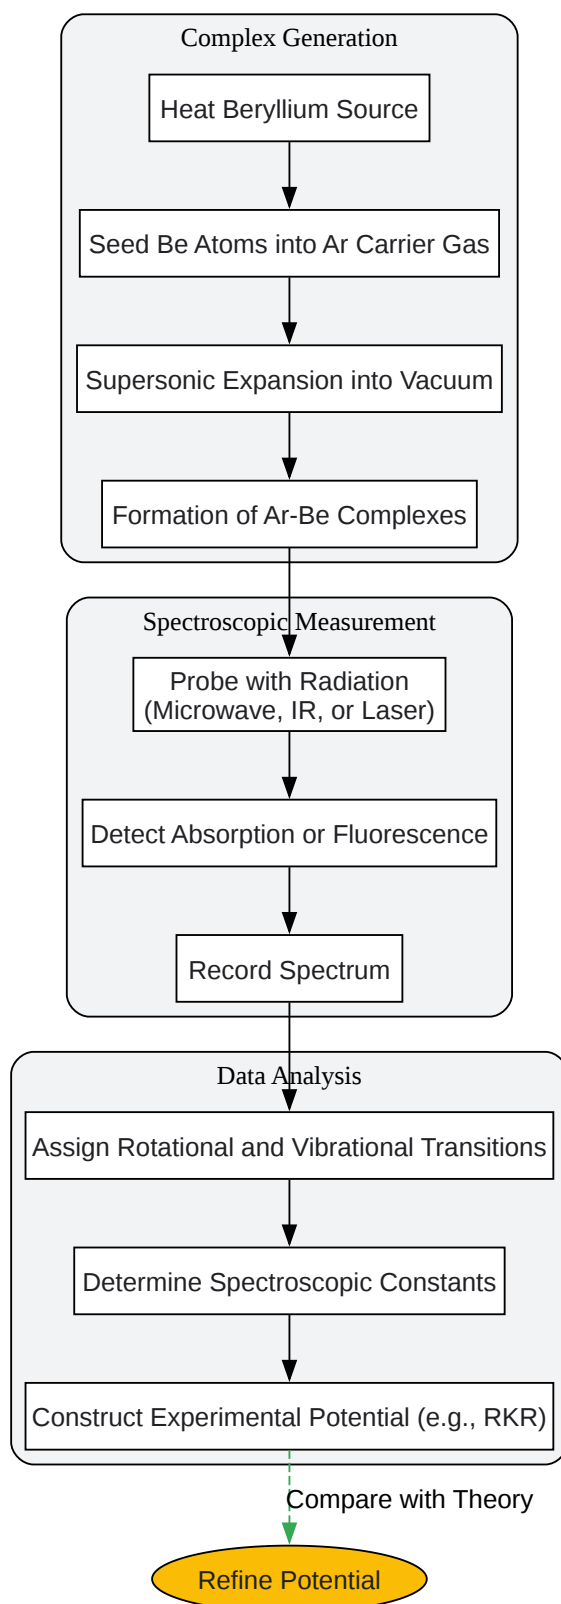 Complex Generation
Heat Beryllium Source
Seed Be Atoms into Ar Carrier Gas
Supersonic Expansion into Vacuum
Formation of Ar-Be Complexes
Spectroscopic Measurement
Probe with Radiation
(Microwave, IR, or Laser)
Detect Absorption or Fluorescence
Record Spectrum
Data Analysis
Assign Rotational and Vibrational Transitions
Determine Spectroscopic Constants
Construct Experimental Potential (e.g., RKR)
Compare with Theory
Refine Potential